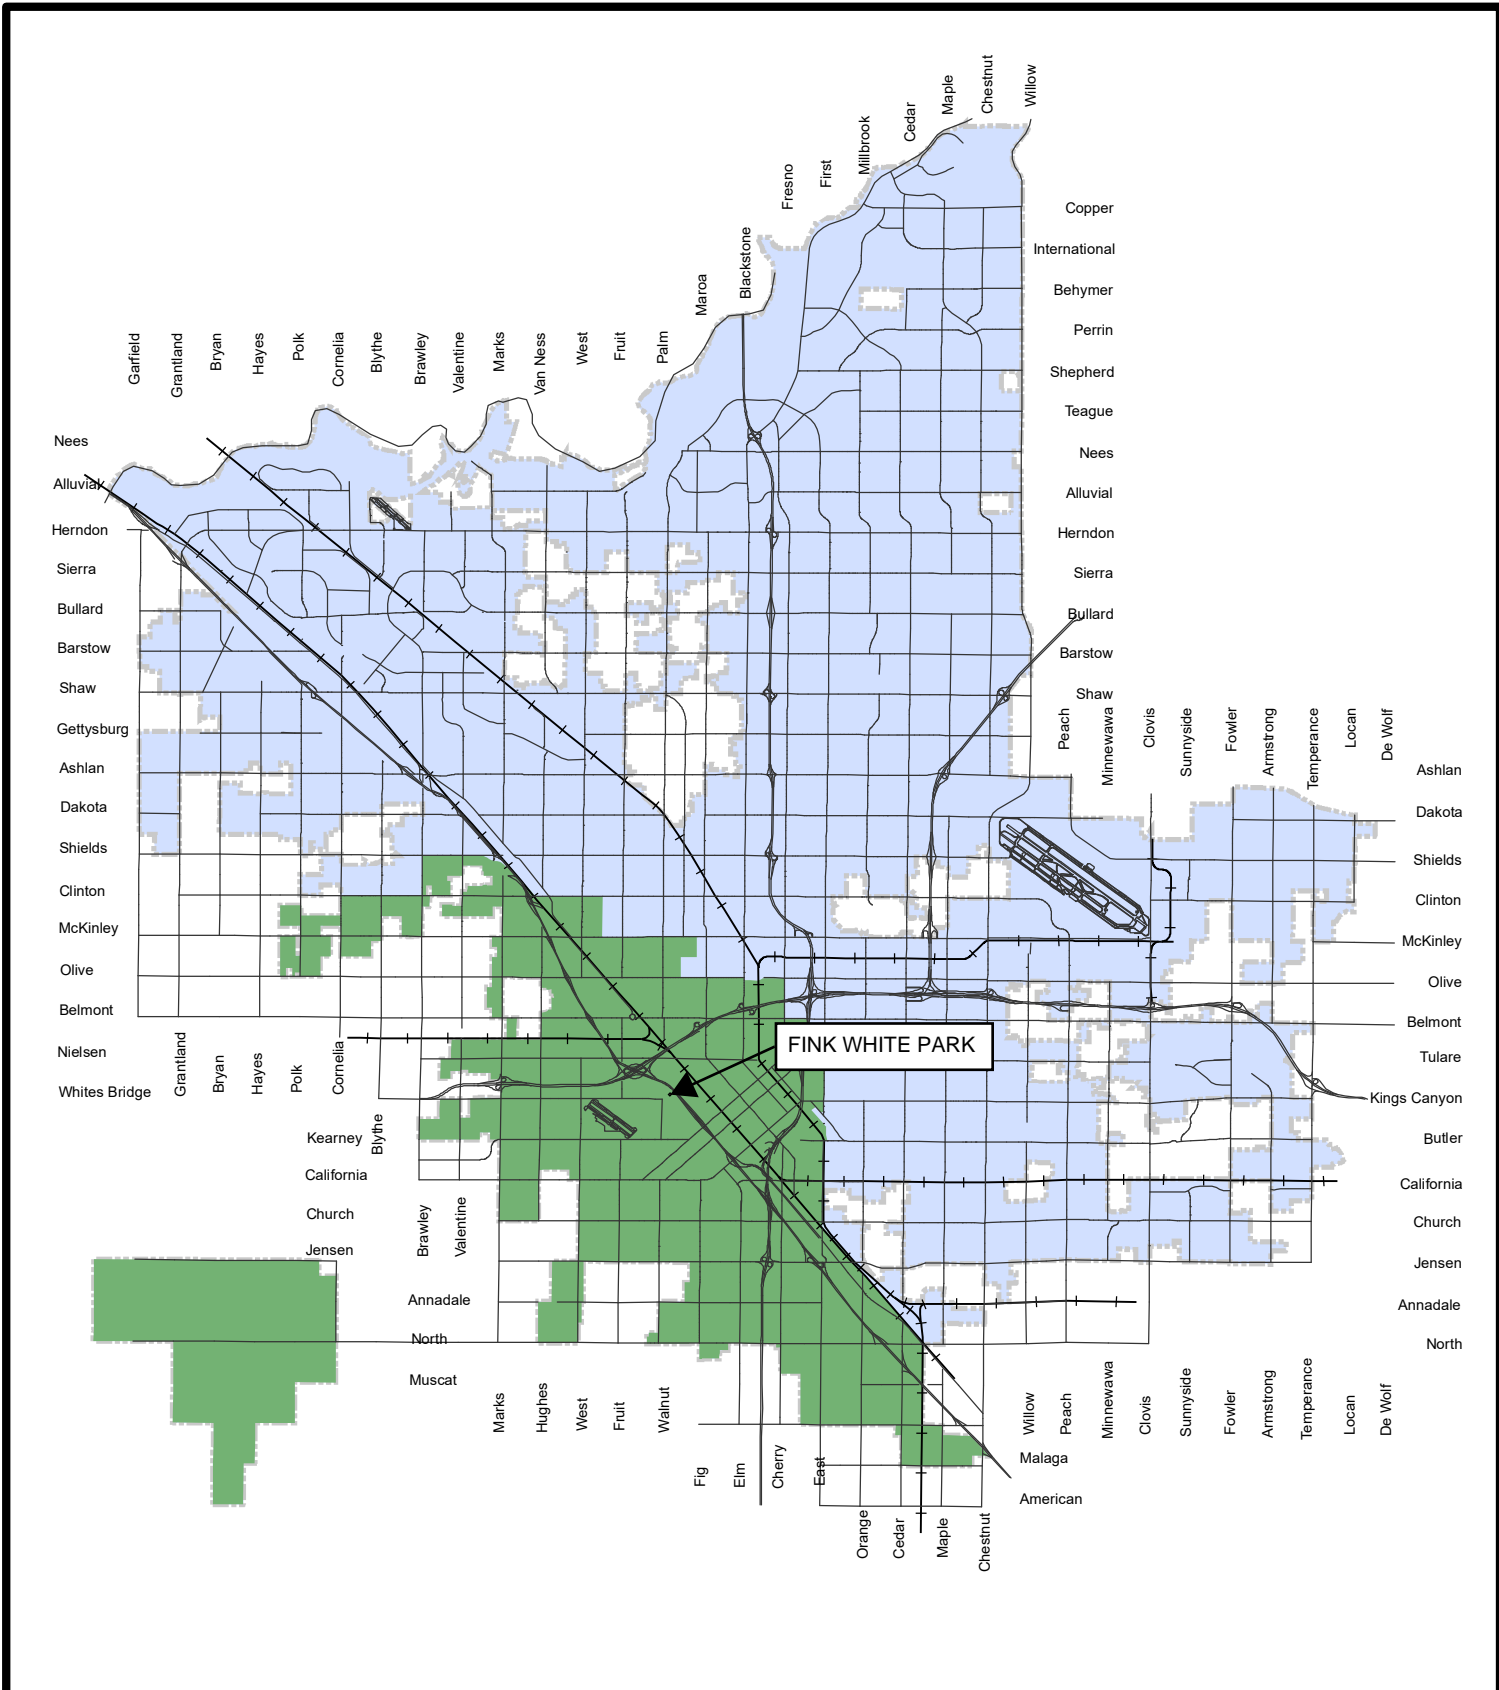 Willow
Chestnut
Maple
Cedar
Millbrook
First
Fresno
Blackstone
Maroa
Palm
Fruit
West
Van Ness
Marks
Valentine
Brawley
Blythe
Cornelia
Polk
Hayes
Bryan
Grantland
Garfield
Copper
International
Behymer
Perrin
Shepherd
Teague
Nees
Alluvial
Herndon
Sierra
Bullard
Barstow
Shaw
Nees
Alluvial
Herndon
Sierra
Bullard
Barstow
Shaw
Gettysburg
Ashlan
Dakota
Shields
Clinton
McKinley
Olive
Belmont
Nielsen
Whites Bridge
Peach
Minnewawa
Clovis
Sunnyside
Fowler
Armstrong
Temperance
Locan
De Wolf
Ashlan
Dakota
Shields
Clinton
McKinley
Olive
Belmont
Tulare
Kings Canyon
Butler
California
Church
Jensen
Annadale
North
FINK WHITE PARK
Grantland
Bryan
Hayes
Polk
Cornelia
Blythe
Kearney
California
Church
Jensen
Brawley
Valentine
Annadale
North
Muscat
Marks
Hughes
West
Fruit
Walnut
Fig
Elm
Cherry
East
Orange
Cedar
Maple
Chestnut
Willow
Peach
Minnewawa
Clovis
Sunnyside
Fowler
Armstrong
Temperance
Locan
De Wolf
Malaga
American